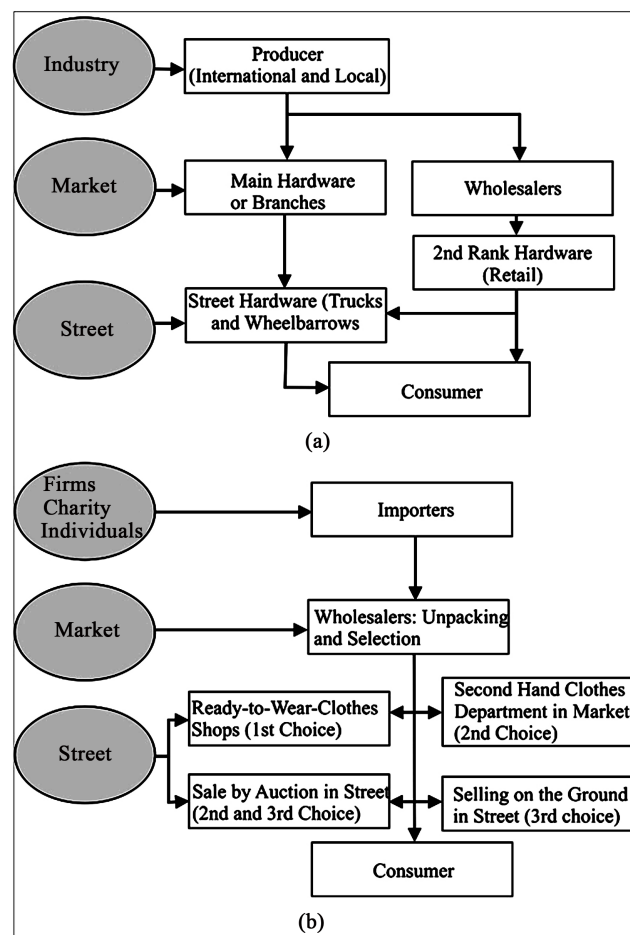 Industry
Producer
(International and Local)
Market
Main Hardware
or Branches
Wholesalers
2nd Rank Hardware
(Retail)
Street
Street Hardware (Trucks
and Wheelbarrows
Consumer
(a)
Firms
Charity
Individuals
Importers
Market
Wholesalers: Unpacking
and Selection
Street
Ready-to-Wear-Clothes
Shops (1st Choice)
Second Hand Clothes
Department in Market
(2nd Choice)
Sale by Auction in Street
(2nd and 3rd Choice)
Selling on the Ground
in Street (3rd choice)
Consumer
(b)